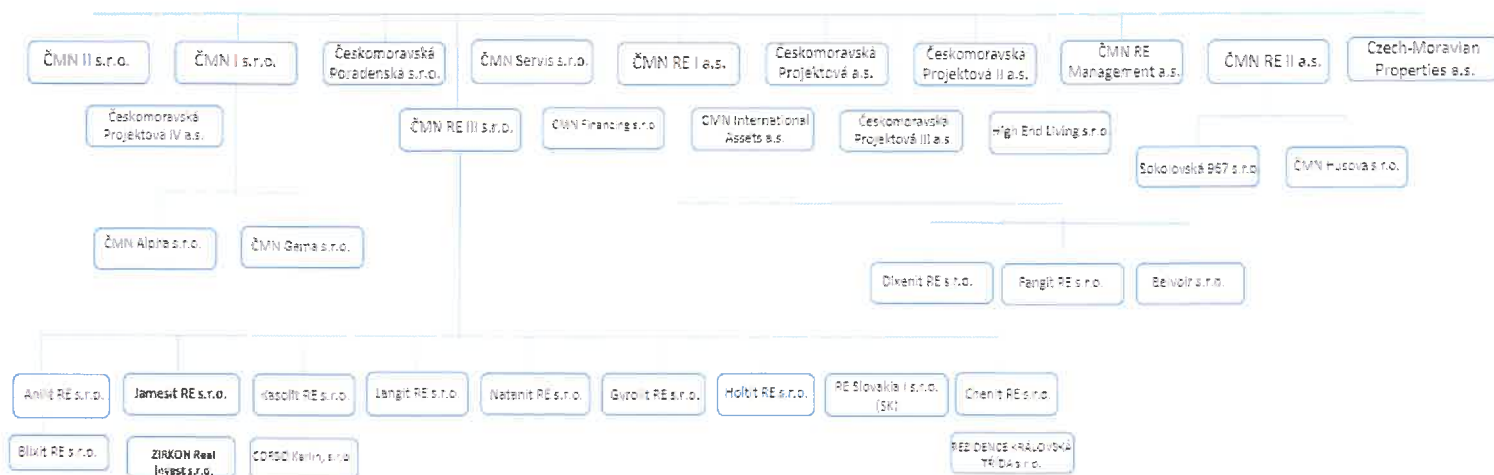 ČMN II s.r.o.
ČMN I s.r.o.
Českomoravská
Poradenská s.r.o.
ČMN Servis s.r.o.
ČMN RE I a.s.
Českomoravská
Projektová a.s.
Českomoravská
Projektová II a.s.
ČMN RE
Management a.s.
ČMN RE II a.s.
Czech-Moravian
Properties a.s.
Českomoravská
Projektová IV a.s.
ČMN RE III s.r.o.
ČMN Financing s.r.o
ČMN International
Assets a.s.
Českomoravská
Projektová III a.s
High End Living s.r.o.
Sokolovská 967 s.r.o
ČMN Husova s.r.o.
ČMN Alpha s.r.o.
ČMN Gama s.r.o.
Dixenit RE s.r.o.
Fangit RE s.r.o.
Belvoir s.r.o.
Anilit RE s.r.o.
Jamesit RE s.r.o.
Kasolit RE s.r.o.
Langit RE s.r.o.
Natanit RE s.r.o.
Gyrolit RE s.r.o.
Holtit RE s.r.o.
RE Slovakia I s.r.o.
(SK)
Chenit RE s.r.o.
Blixit RE s.r.o.
ZIRKON Real
Invest s.r.o.
CORSO Karlín, s.r.o
REZIDENCE KRÁLOVSKÁ
TŘÍDA s.r.o.